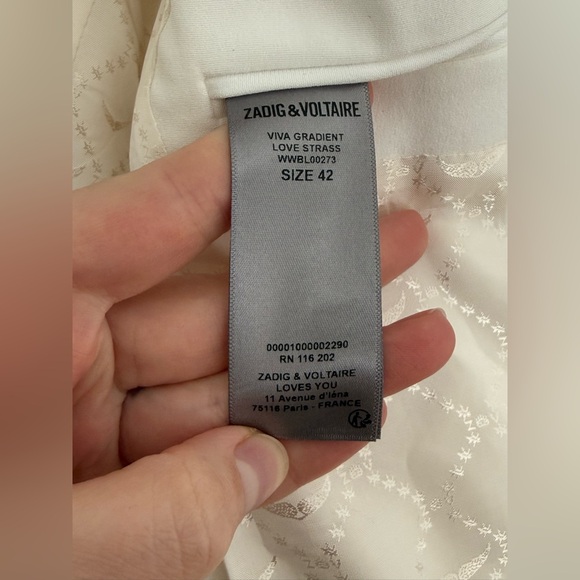 ZADIG & VOLTAIRE
VIVA GRADIENT
LOVE STRASS
WWBL00273
SIZE 42
00001000002290
RN 116 202
ZADIG & VOLTAIRE
LOVES YOU
11 Avenue d'Iéna
75116 Paris - FRANCE